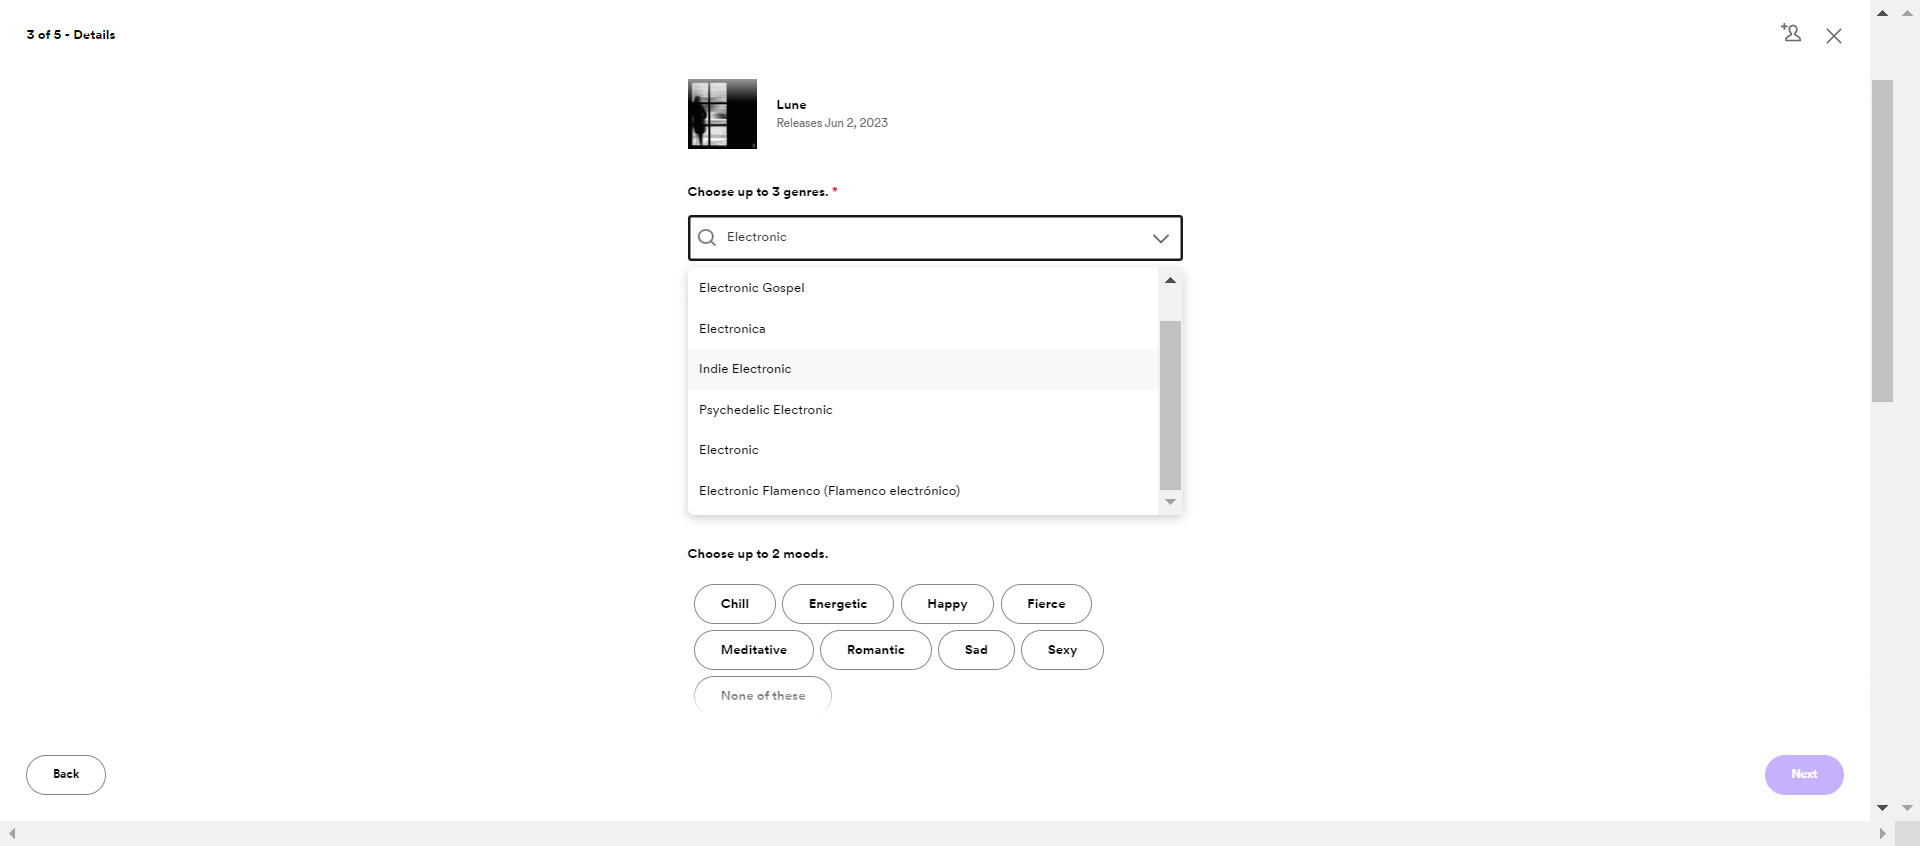 3 of 5 - Details
Lune
Releases Jun 2, 2023
Choose up to 3 genres. *
Electronic
Electronic Gospel
Electronica
Indie Electronic
Psychedelic Electronic
Electronic
Electronic Flamenco (Flamenco electrónico)
Choose up to 2 moods.
Chill Energetic Happy Fierce
Meditative Romantic Sad Sexy
None of these
Back Next